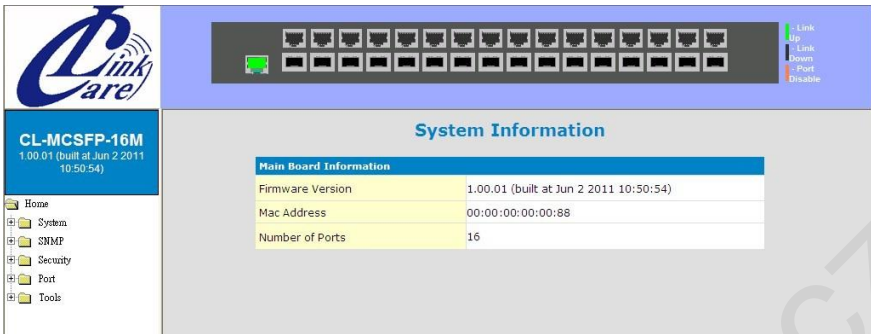 Link
Care
- Link
Up
- Link
Down
- Port
Disable
CL-MCSFP-16M
1.00.01 (built at Jun 2 2011
10:50:54)
Home
System
SNMP
Security
Port
Tools
System Information
Main Board Information
Firmware Version 1.00.01 (built at Jun 2 2011 10:50:54)
Mac Address 00:00:00:00:00:88
Number of Ports 16